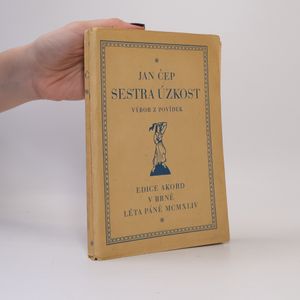 JAN ČEP
SESTRA ÚZKOST
VÝBOR Z POVÍDEK
EDICE AKORD
V BRNĚ
LÉTA PÁNĚ MCMXLIV